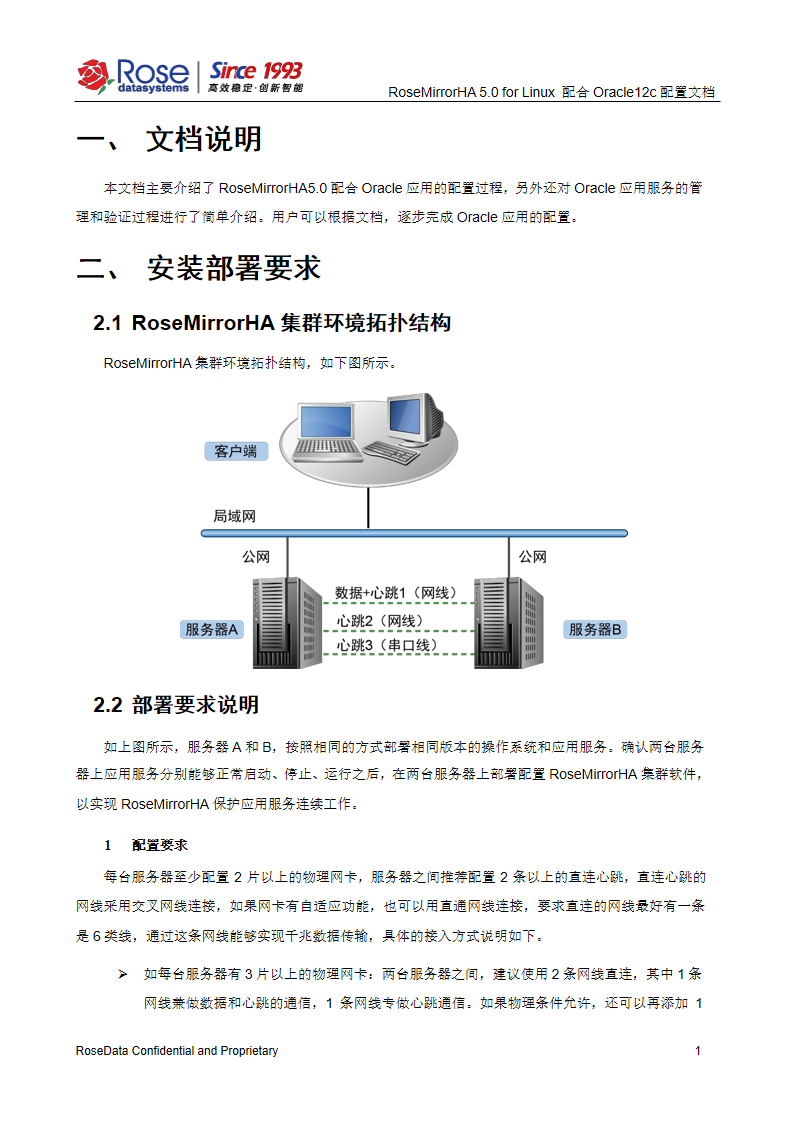 Rose
datasystems
Since 1993
高效稳定·创新智能
RoseMirrorHA 5.0 for Linux 配合 Oracle12c 配置文档
一、 文档说明
本文档主要介绍了 RoseMirrorHA5.0 配合 Oracle 应用的配置过程，另外还对 Oracle 应用服务的管
理和验证过程进行了简单介绍。用户可以根据文档，逐步完成 Oracle 应用的配置。
二、 安装部署要求
2.1 RoseMirrorHA 集群环境拓扑结构
RoseMirrorHA 集群环境拓扑结构，如下图所示。
客户端
局域网
公网
公网
数据+心跳1（网线）
服务器A
心跳2（网线）
服务器B
心跳3（串口线）
2.2 部署要求说明
如上图所示，服务器 A 和 B，按照相同的方式部署相同版本的操作系统和应用服务。确认两台服务
器上应用服务分别能够正常启动、停止、运行之后，在两台服务器上部署配置 RoseMirrorHA 集群软件，
以实现 RoseMirrorHA 保护应用服务连续工作。
1 配置要求
每台服务器至少配置 2 片以上的物理网卡，服务器之间推荐配置 2 条以上的直连心跳，直连心跳的
网线采用交叉网线连接，如果网卡有自适应功能，也可以用直通网线连接，要求直连的网线最好有一条
是 6 类线，通过这条网线能够实现千兆数据传输，具体的接入方式说明如下。
➢ 如每台服务器有 3 片以上的物理网卡：两台服务器之间，建议使用 2 条网线直连，其中 1 条
网线兼做数据和心跳的通信，1 条网线专做心跳通信。如果物理条件允许，还可以再添加 1
RoseData Confidential and Proprietary 1